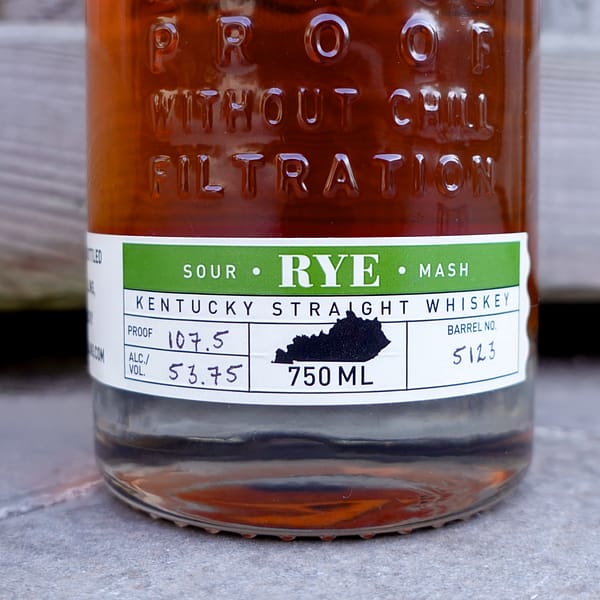 PROOF
WITHOUT CHILL
FILTRATION
SOUR • RYE • MASH
KENTUCKY STRAIGHT WHISKEY
PROOF 107.5
ALC./
VOL. 53.75
750 ML
BARREL NO.
5123